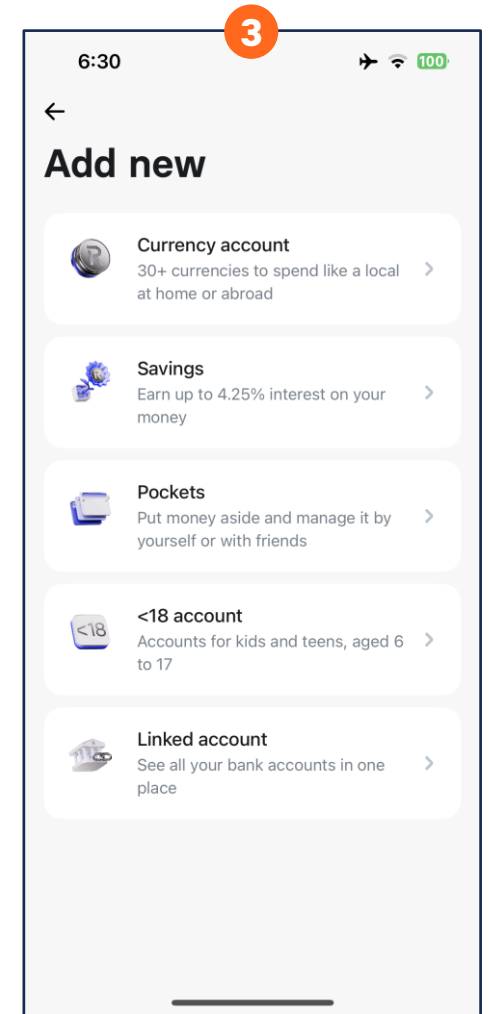 3
6:30
100
Add new
Currency account
30+ currencies to spend like a local
at home or abroad
Savings
Earn up to 4.25% interest on your
money
Pockets
Put money aside and manage it by
yourself or with friends
<18
<18 account
Accounts for kids and teens, aged 6
to 17
Linked account
See all your bank accounts in one
place